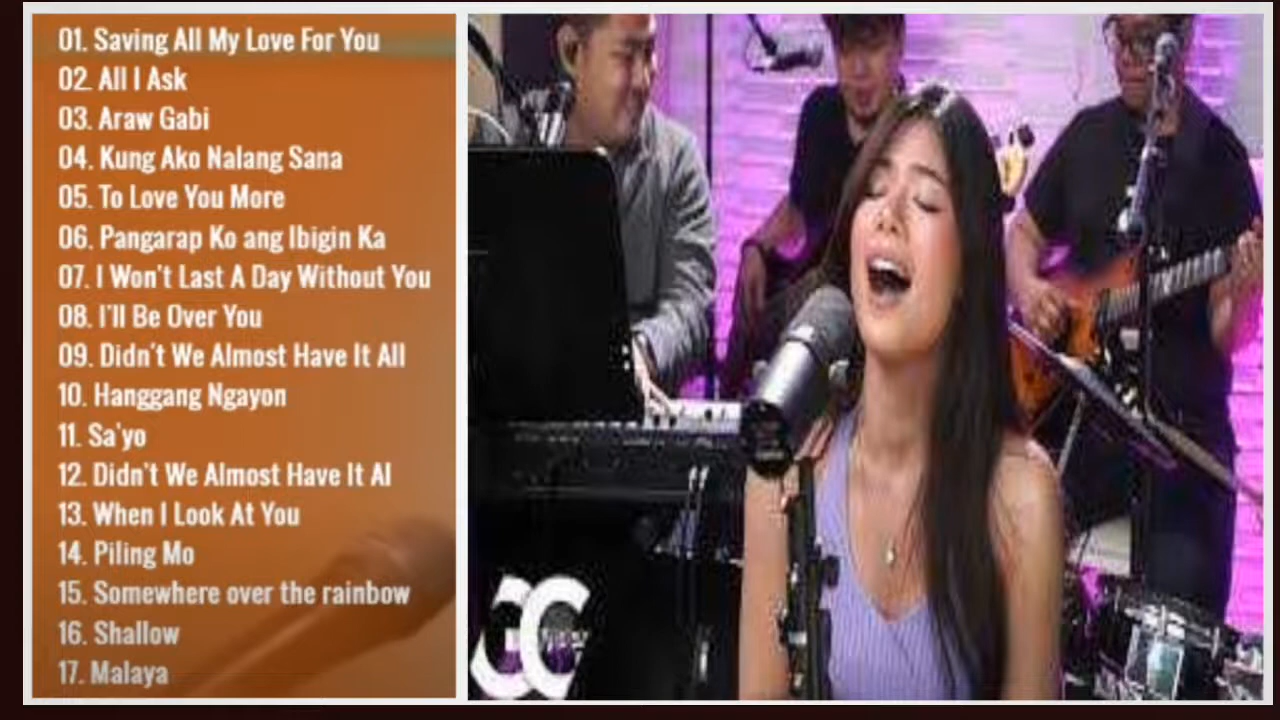 01. Saving All My Love For You
02. All I Ask
03. Araw Gabi
04. Kung Ako Nalang Sana
05. To Love You More
06. Pangarap Ko ang Ibigin Ka
07. I Won't Last A Day Without You
08. I'll Be Over You
09. Didn't We Almost Have It All
10. Hanggang Ngayon
11. Sa'yo
12. Didn't We Almost Have It Al
13. When I Look At You
14. Piling Mo
15. Somewhere over the rainbow
16. Shallow
17. Malaya